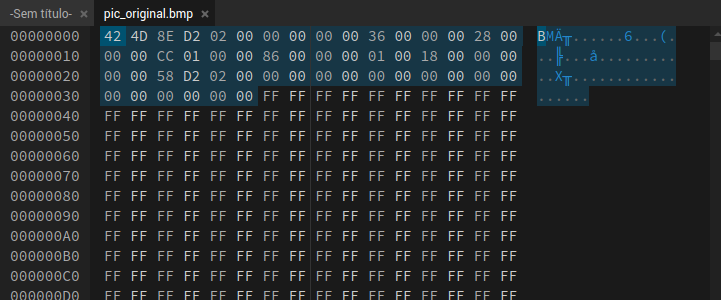 -Sem título- × pic_original.bmp ×
00000000 42 4D 8E D2 02 00 00 00 00 00 36 00 00 00 28 00 BMÄ╥......6...(.
00000010 00 00 CC 01 00 00 86 00 00 00 01 00 18 00 00 00 ..╠...å.........
00000020 00 00 58 D2 02 00 00 00 00 00 00 00 00 00 00 00 ..X╥............
00000030 00 00 00 00 00 00 FF FF FF FF FF FF FF FF FF FF ......
00000040 FF FF FF FF FF FF FF FF FF FF FF FF FF FF FF FF
00000050 FF FF FF FF FF FF FF FF FF FF FF FF FF FF FF FF
00000060 FF FF FF FF FF FF FF FF FF FF FF FF FF FF FF FF
00000070 FF FF FF FF FF FF FF FF FF FF FF FF FF FF FF FF
00000080 FF FF FF FF FF FF FF FF FF FF FF FF FF FF FF FF
00000090 FF FF FF FF FF FF FF FF FF FF FF FF FF FF FF FF
000000A0 FF FF FF FF FF FF FF FF FF FF FF FF FF FF FF FF
000000B0 FF FF FF FF FF FF FF FF FF FF FF FF FF FF FF FF
000000C0 FF FF FF FF FF FF FF FF FF FF FF FF FF FF FF FF
000000D0 FF FF FF FF FF FF FF FF FF FF FF FF FF FF FF FF